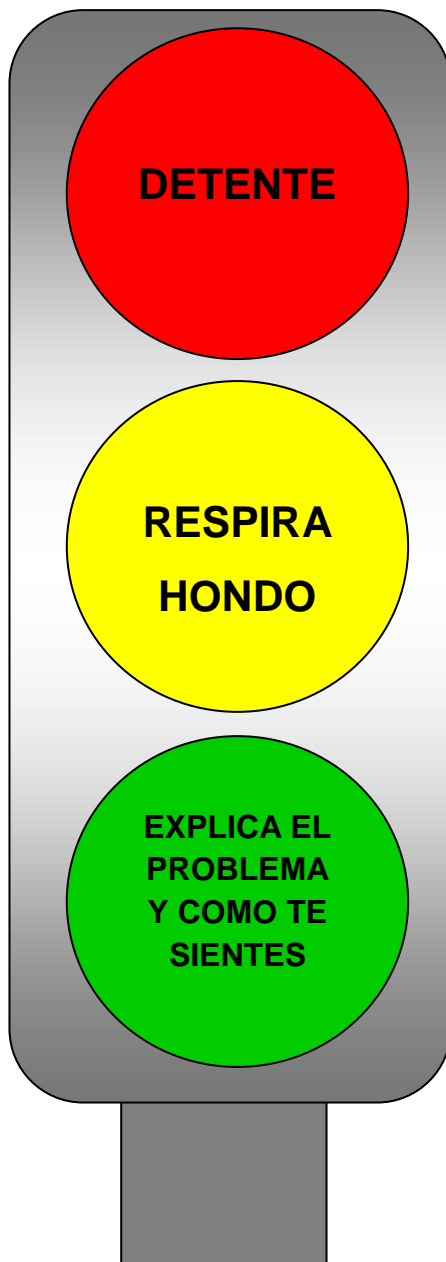 DETENTE
RESPIRA
HONDO
EXPLICA EL
PROBLEMA
Y COMO TE
SIENTES